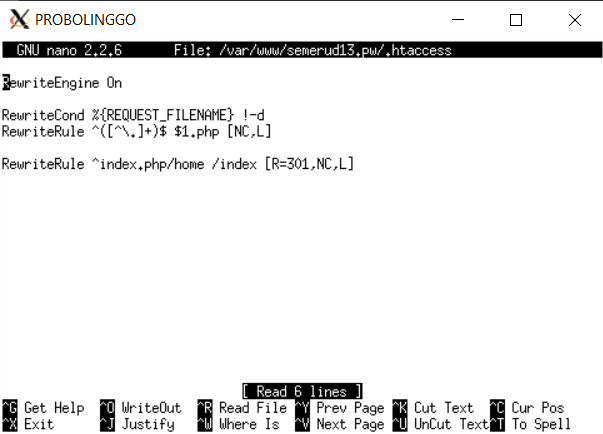 PROBOLINGGO
GNU nano 2.2.6 File: /var/www/semerud13.pw/.htaccess
RewriteEngine On
RewriteCond %{REQUEST_FILENAME} !-d
RewriteRule ^([^\.]+)$ $1.php [NC,L]
RewriteRule ^index.php/home /index [R=301,NC,L]
[ Read 6 lines ]
^G Get Help ^O WriteOut ^R Read File ^Y Prev Page ^K Cut Text ^C Cur Pos
^X Exit ^J Justify ^W Where Is ^V Next Page ^U UnCut Text ^T To Spell